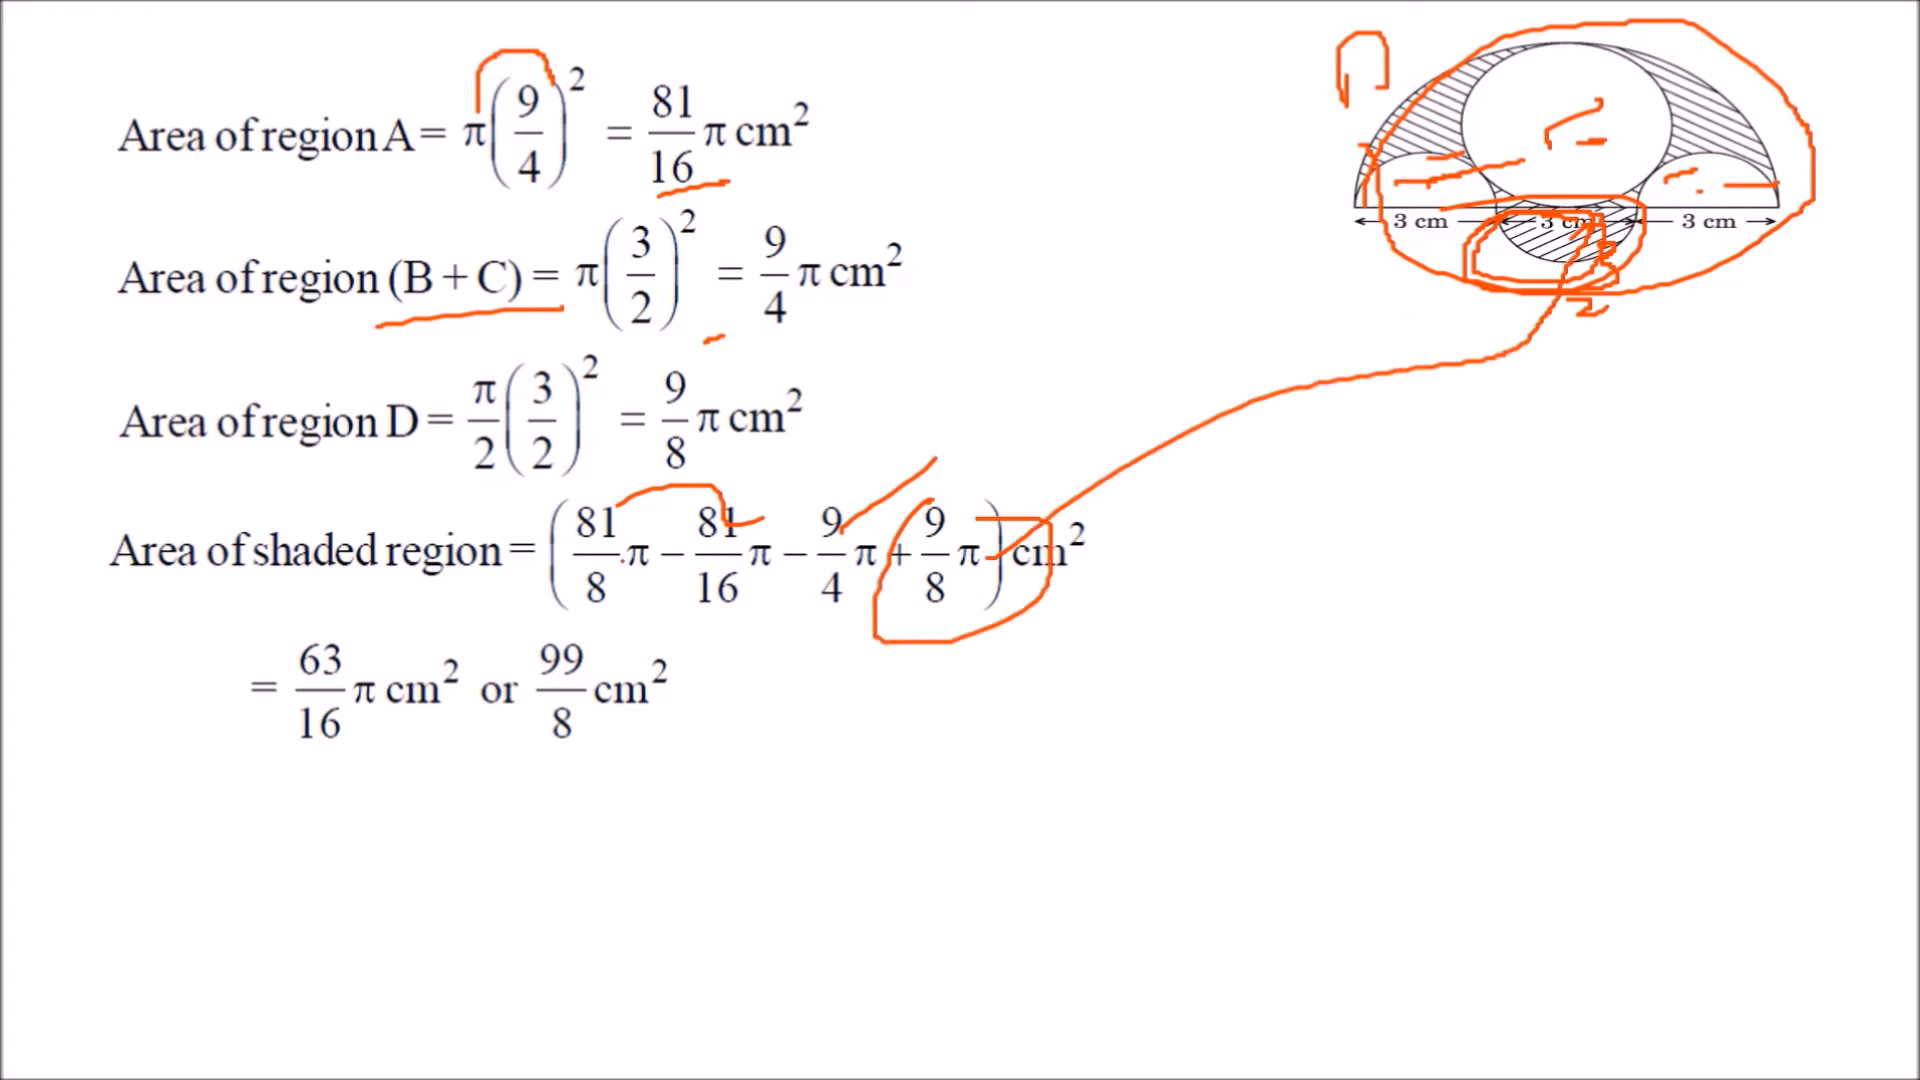 Area of region A = π(9/4)² = 81/16 π cm²
Area of region (B + C) = π(3/2)² = 9/4 π cm²
Area of region D = π/2 (3/2)² = 9/8 π cm²
Area of shaded region = (81/8 π − 81/16 π − 9/4 π + 9/8 π) cm²
= 63/16 π cm² or 99/8 cm²
3 cm 3 cm 3 cm